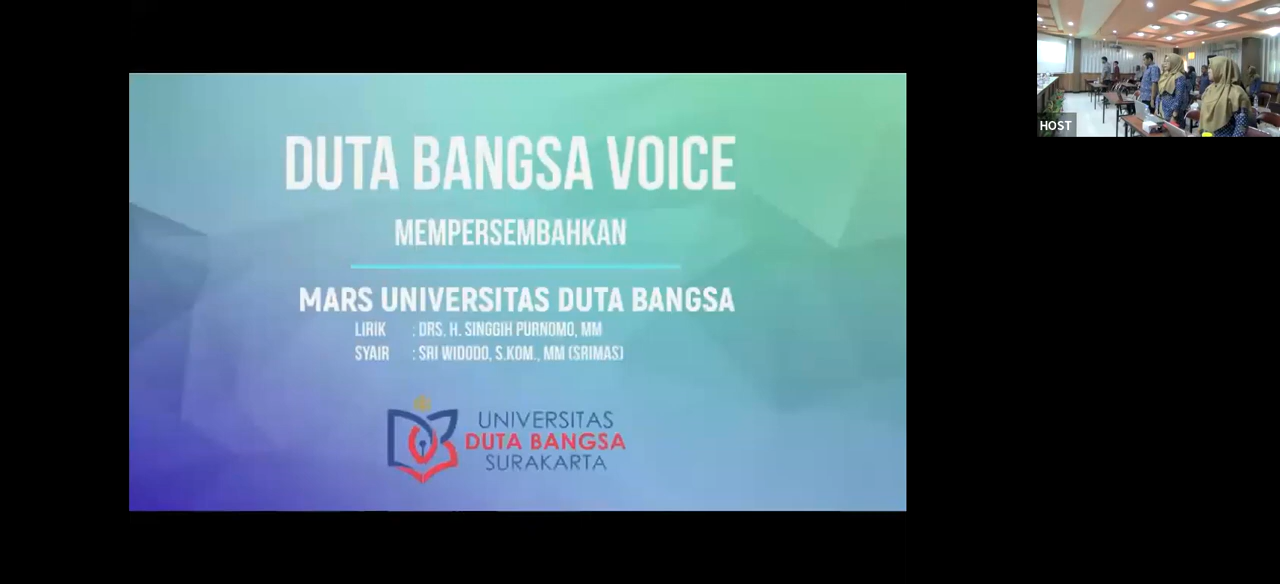 DUTA BANGSA VOICE
MEMPERSEMBAHKAN
MARS UNIVERSITAS DUTA BANGSA
LIRIK : DRS. H. SINGGIH PURNOMO, MM
SYAIR : SRI WIDODO, S.KOM., MM (SRIMAS)
UNIVERSITAS
DUTA BANGSA
SURAKARTA
HOST